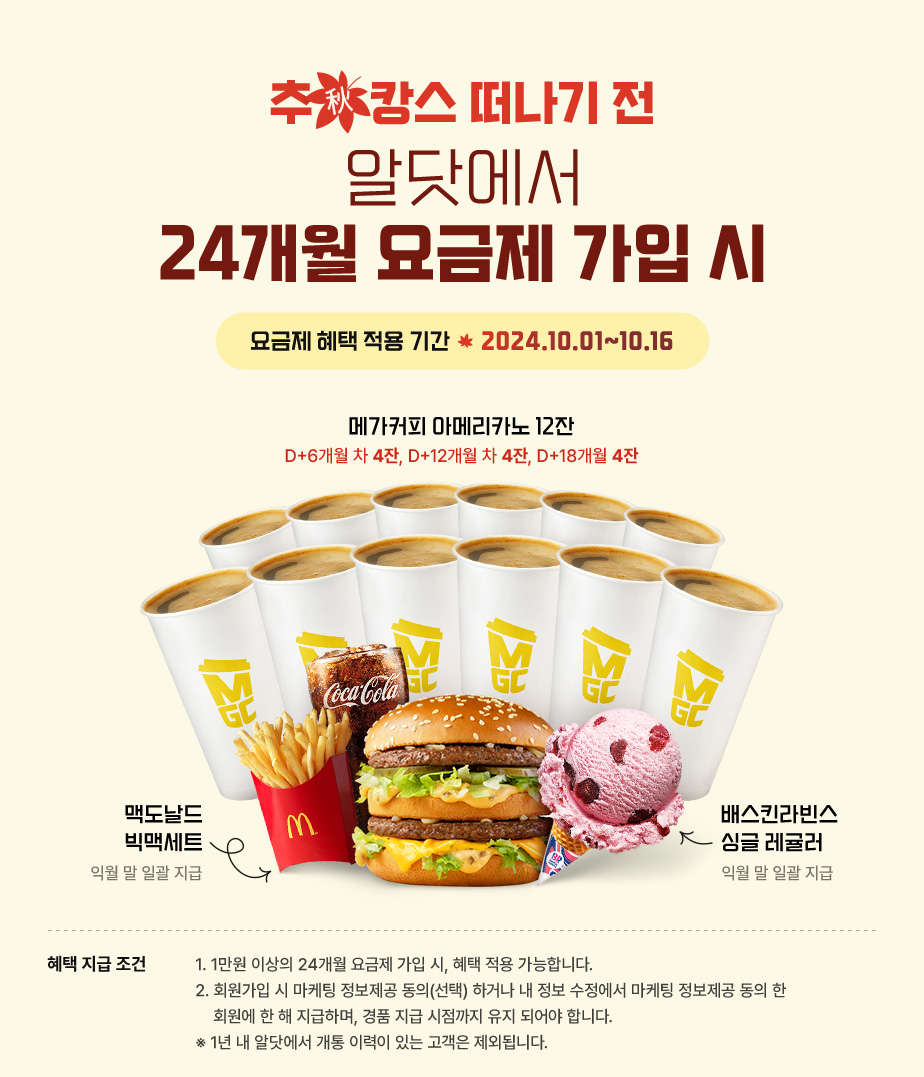 추秋캉스 떠나기 전
알닷에서
24개월 요금제 가입 시
요금제 혜택 적용 기간 2024.10.01~10.16
메가커피 아메리카노 12잔
D+6개월 차 4잔, D+12개월 차 4잔, D+18개월 4잔
MGC
MGC
MGC
MGC
MGC
Coca-Cola
맥도날드
빅맥세트
익월 말 일괄 지급
배스킨라빈스
싱글 레귤러
익월 말 일괄 지급
BR
혜택 지급 조건
1. 1만원 이상의 24개월 요금제 가입 시, 혜택 적용 가능합니다.
2. 회원가입 시 마케팅 정보제공 동의(선택) 하거나 내 정보 수정에서 마케팅 정보제공 동의 한
회원에 한 해 지급하며, 경품 지급 시점까지 유지 되어야 합니다.
※ 1년 내 알닷에서 개통 이력이 있는 고객은 제외됩니다.